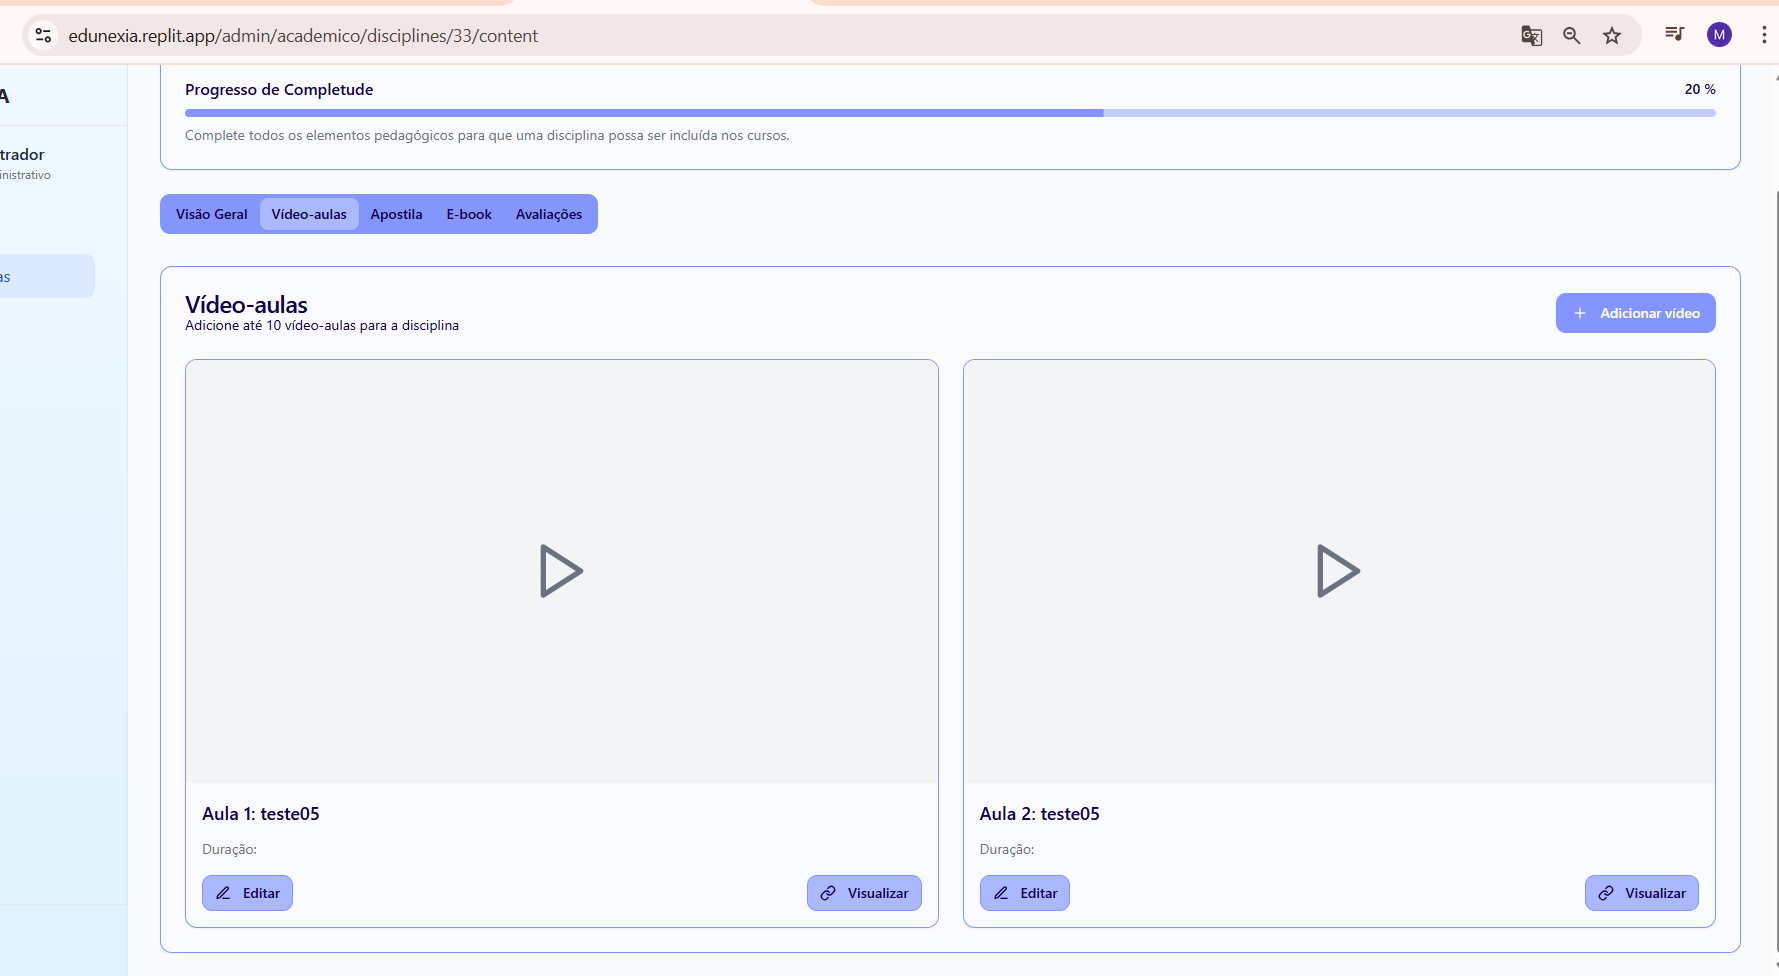 edunexia.replit.app/admin/academico/disciplines/33/content
M
A
Progresso de Completude
20 %
Complete todos os elementos pedagógicos para que uma disciplina possa ser incluída nos cursos.
trador
inistrativo
as
Visão Geral Vídeo-aulas Apostila E-book Avaliações
Vídeo-aulas
Adicione até 10 vídeo-aulas para a disciplina
+ Adicionar vídeo
Aula 1: teste05
Duração:
Editar Visualizar
Aula 2: teste05
Duração:
Editar Visualizar